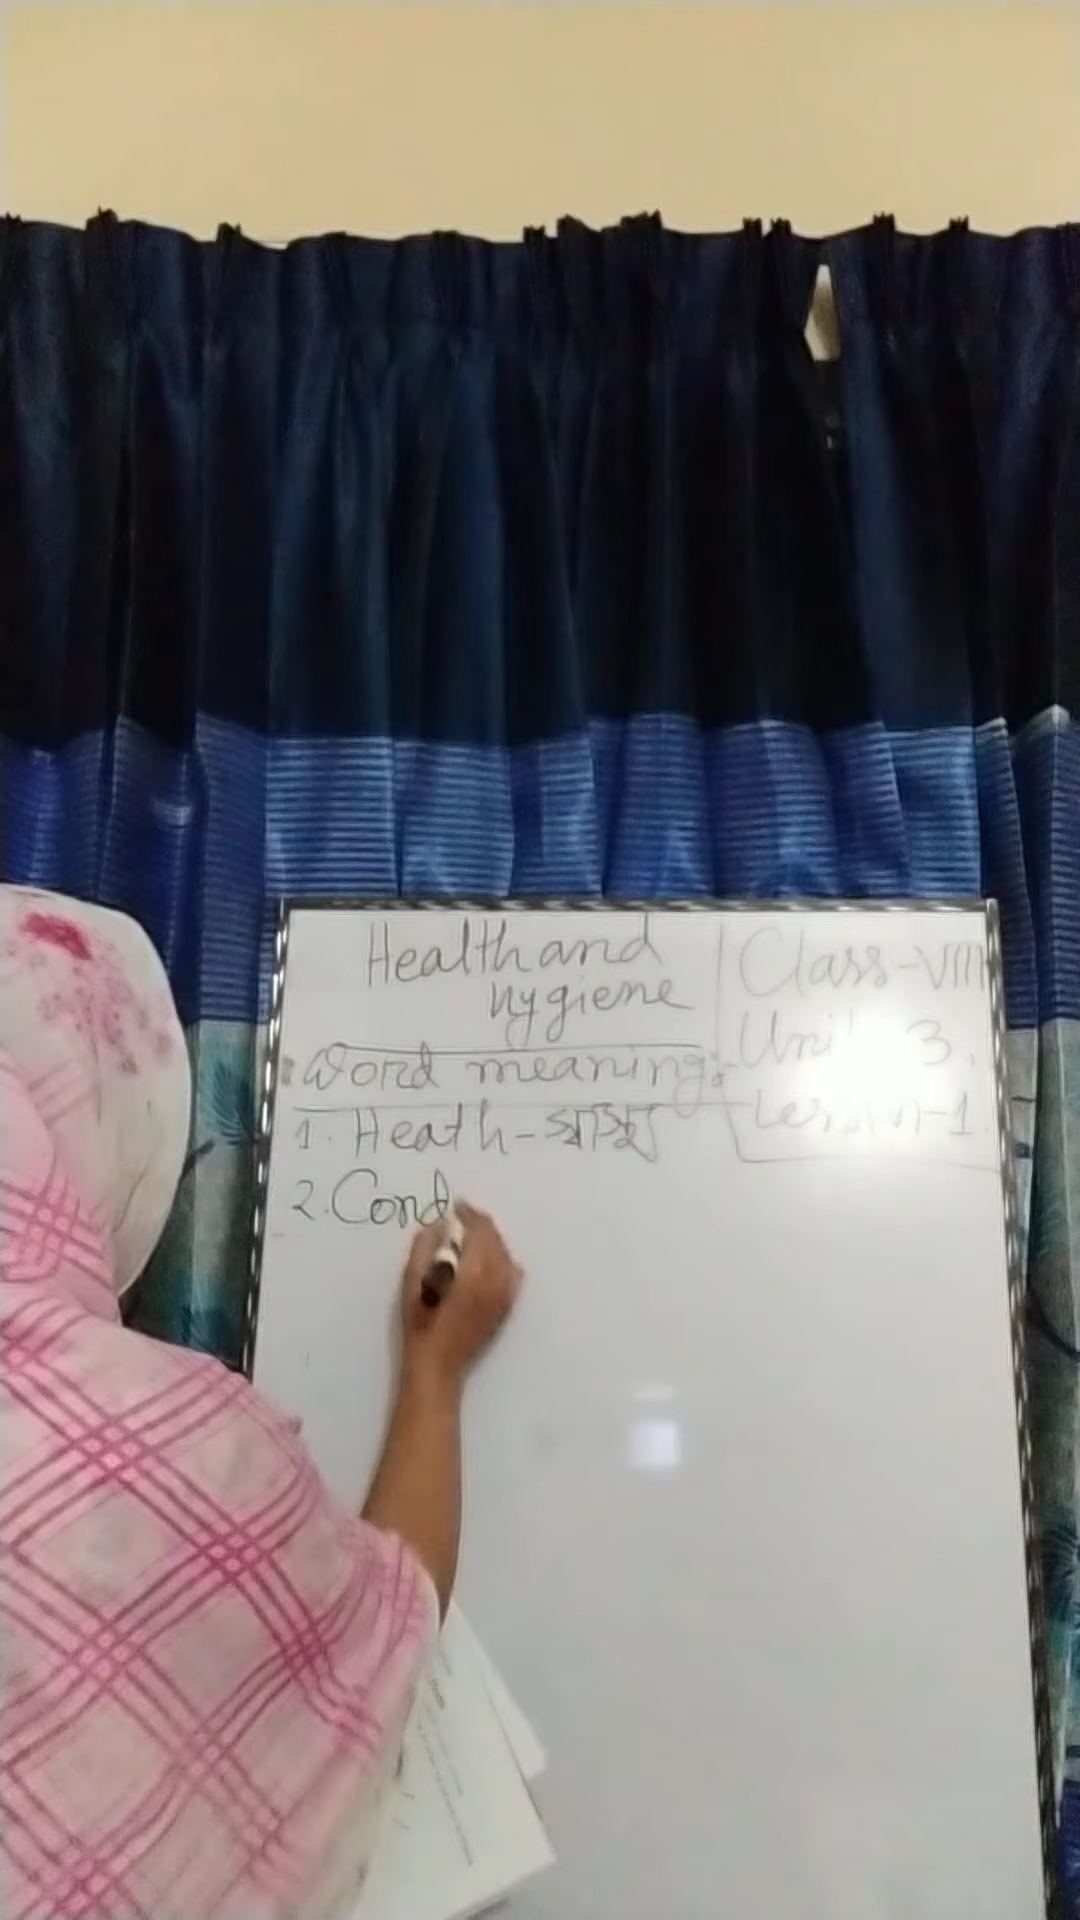 Health and
hygiene
Class-VIII
Unit 3.
Lesson-1.
Word meaning:-
1. Heath-স্বাস্থ্য
2. Cond